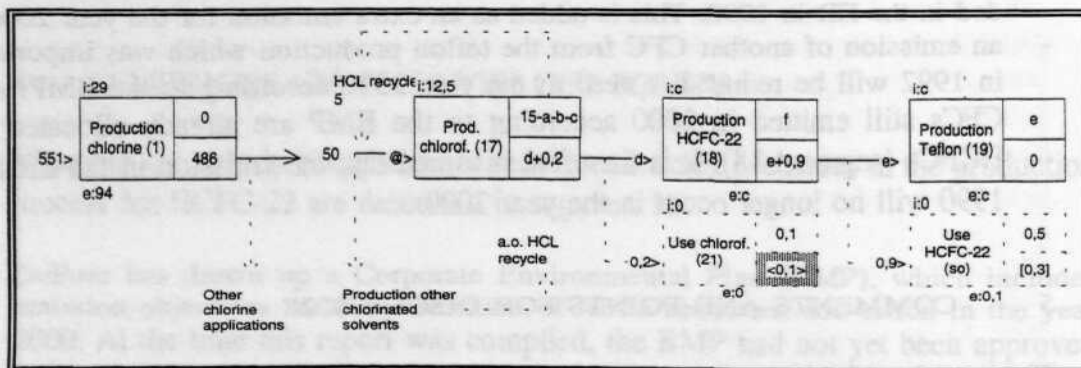 i:29
0
Production
chlorine (1)
551>
486
e:94
HCL recycle
5
50
@>
i:12,5
15-a-b-c
Prod.
chlorof. (17)
d+0,2
a.o. HCL
recycle
i:c
Production
HCFC-22
(18)
d>
e+0,9
e:c
i:0
0,1
Use chlorof.
(21)
0,2>
<0,1>
e:0
i:c
e
Production
Teflon (19)
e>
0
e:c
i:0
0,5
Use
HCFC-22
(so)
0,9>
[0,3]
e:0,1
Other
chlorine
applications
Production other
chlorinated
solvents